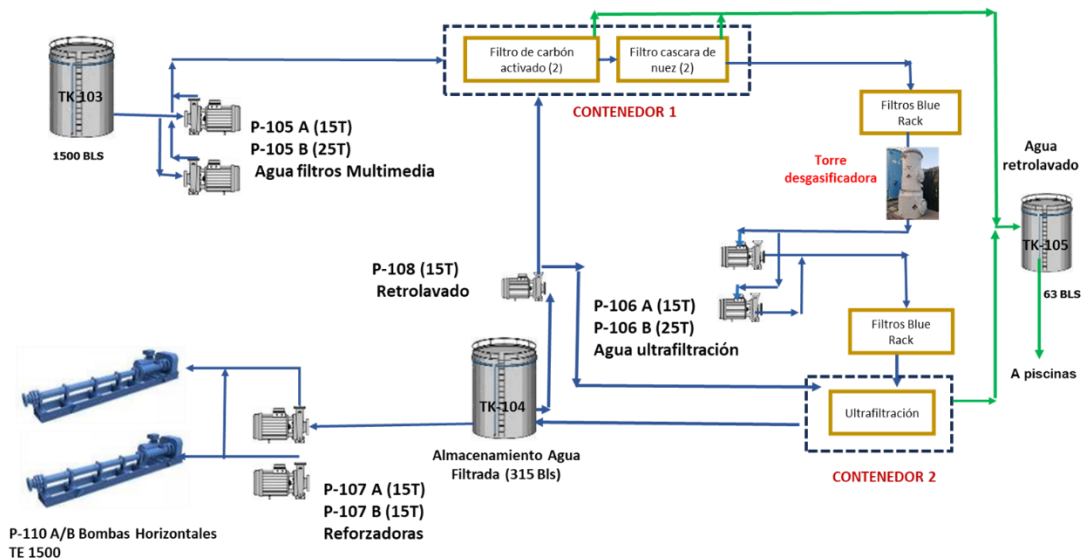 TK-103
1500 BLS
P-105 A (15T)
P-105 B (25T)
Agua filtros Multimedia
Filtro de carbón
activado (2)
Filtro cascara de
nuez (2)
CONTENEDOR 1
Filtros Blue
Rack
Torre
desgasificadora
Agua
retrolavado
TK-105
63 BLS
A piscinas
P-108 (15T)
Retrolavado
P-106 A (15T)
P-106 B (25T)
Agua ultrafiltración
Filtros Blue
Rack
Ultrafiltración
CONTENEDOR 2
TK-104
Almacenamiento Agua
Filtrada (315 Bls)
P-107 A (15T)
P-107 B (15T)
Reforzadoras
P-110 A/B Bombas Horizontales
TE 1500